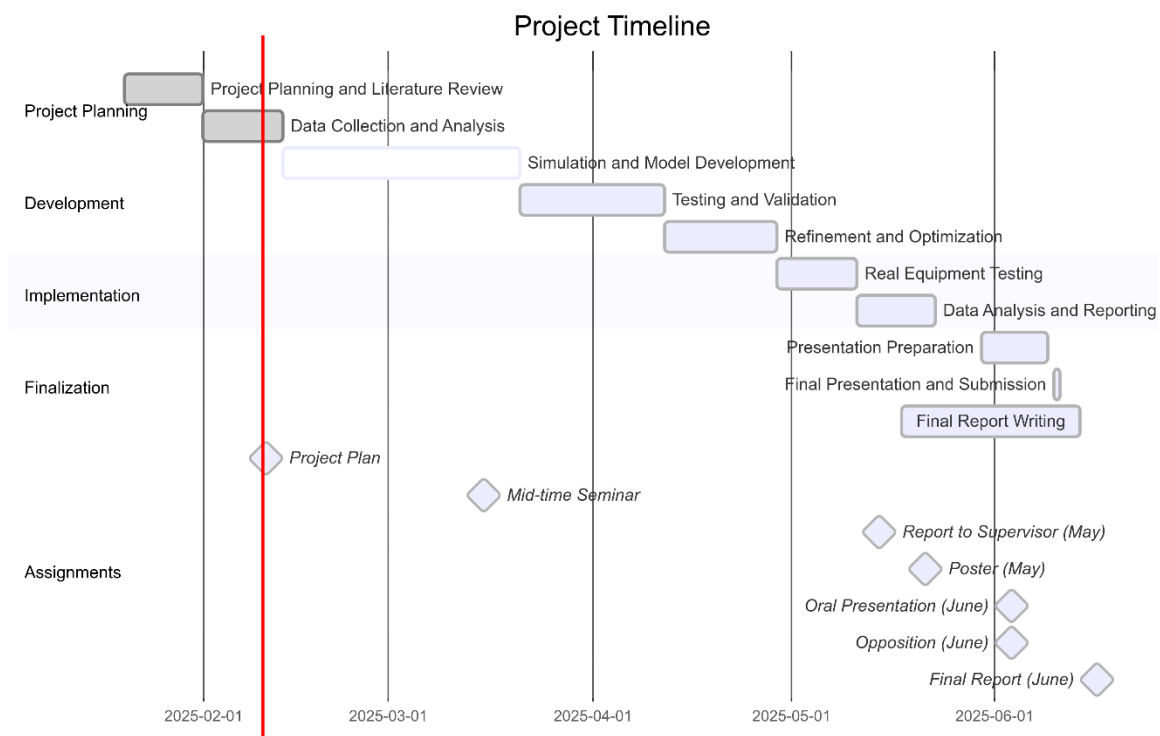 Project Timeline
Project Planning
Project Planning and Literature Review
Data Collection and Analysis
Development
Simulation and Model Development
Testing and Validation
Refinement and Optimization
Implementation
Real Equipment Testing
Data Analysis and Reporting
Finalization
Presentation Preparation
Final Presentation and Submission
Final Report Writing
Assignments
Project Plan
Mid-time Seminar
Report to Supervisor (May)
Poster (May)
Oral Presentation (June)
Opposition (June)
Final Report (June)
2025-02-01
2025-03-01
2025-04-01
2025-05-01
2025-06-01